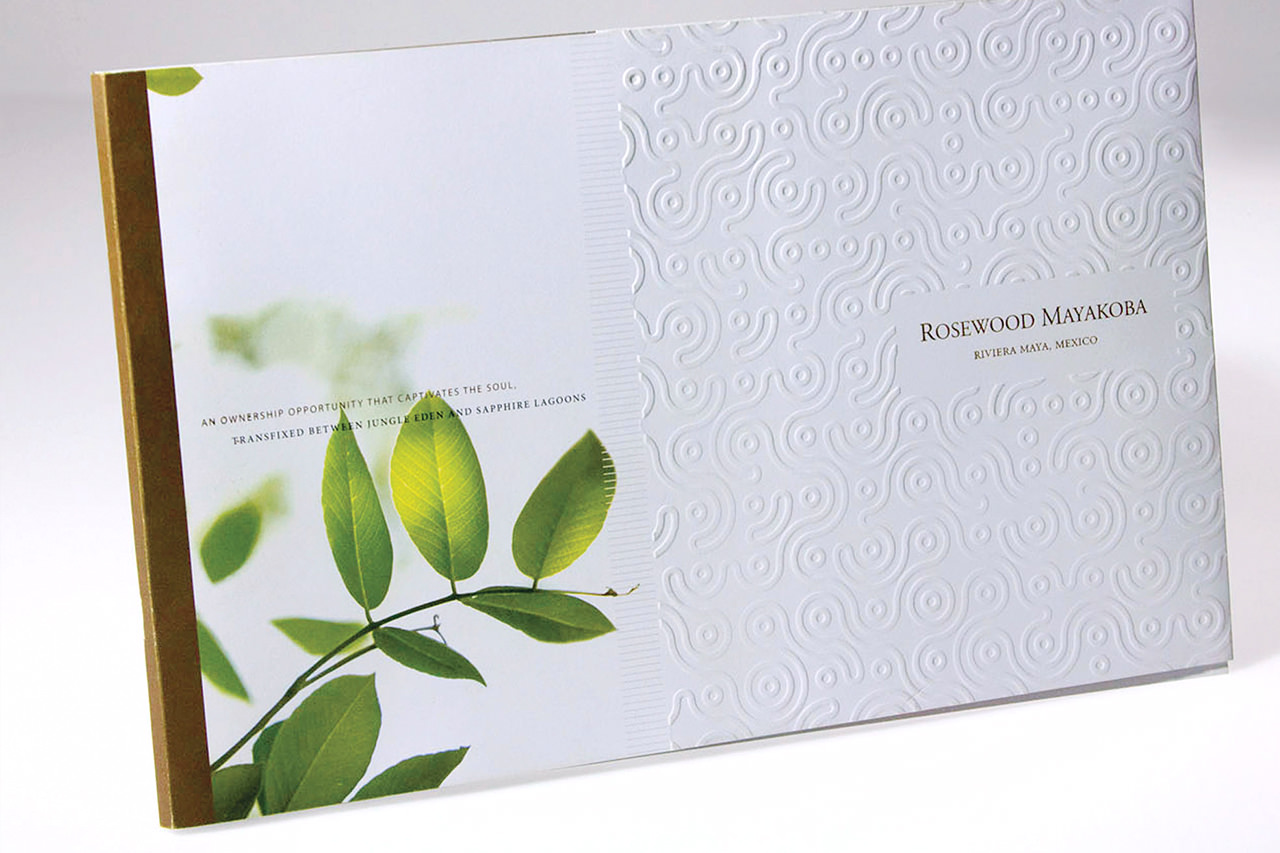 AN OWNERSHIP OPPORTUNITY THAT CAPTIVATES THE SOUL,
TRANSFIXED BETWEEN JUNGLE EDEN AND SAPPHIRE LAGOONS
ROSEWOOD MAYAKOBA
RIVIERA MAYA, MEXICO